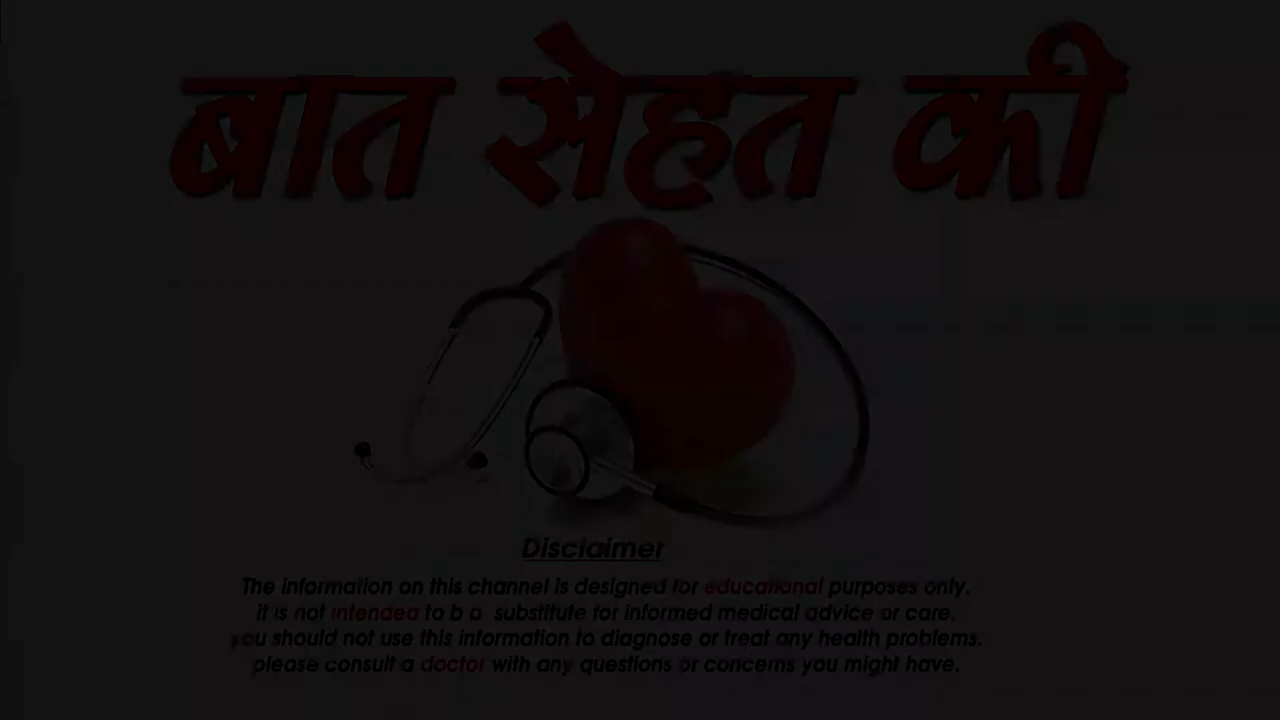 बात सेहत की
Disclaimer
The information on this channel is designed for educational purposes only.
it is not intended to b a substitute for informed medical advice or care.
you should not use this information to diagnose or treat any health problems.
please consult a doctor with any questions or concerns you might have.